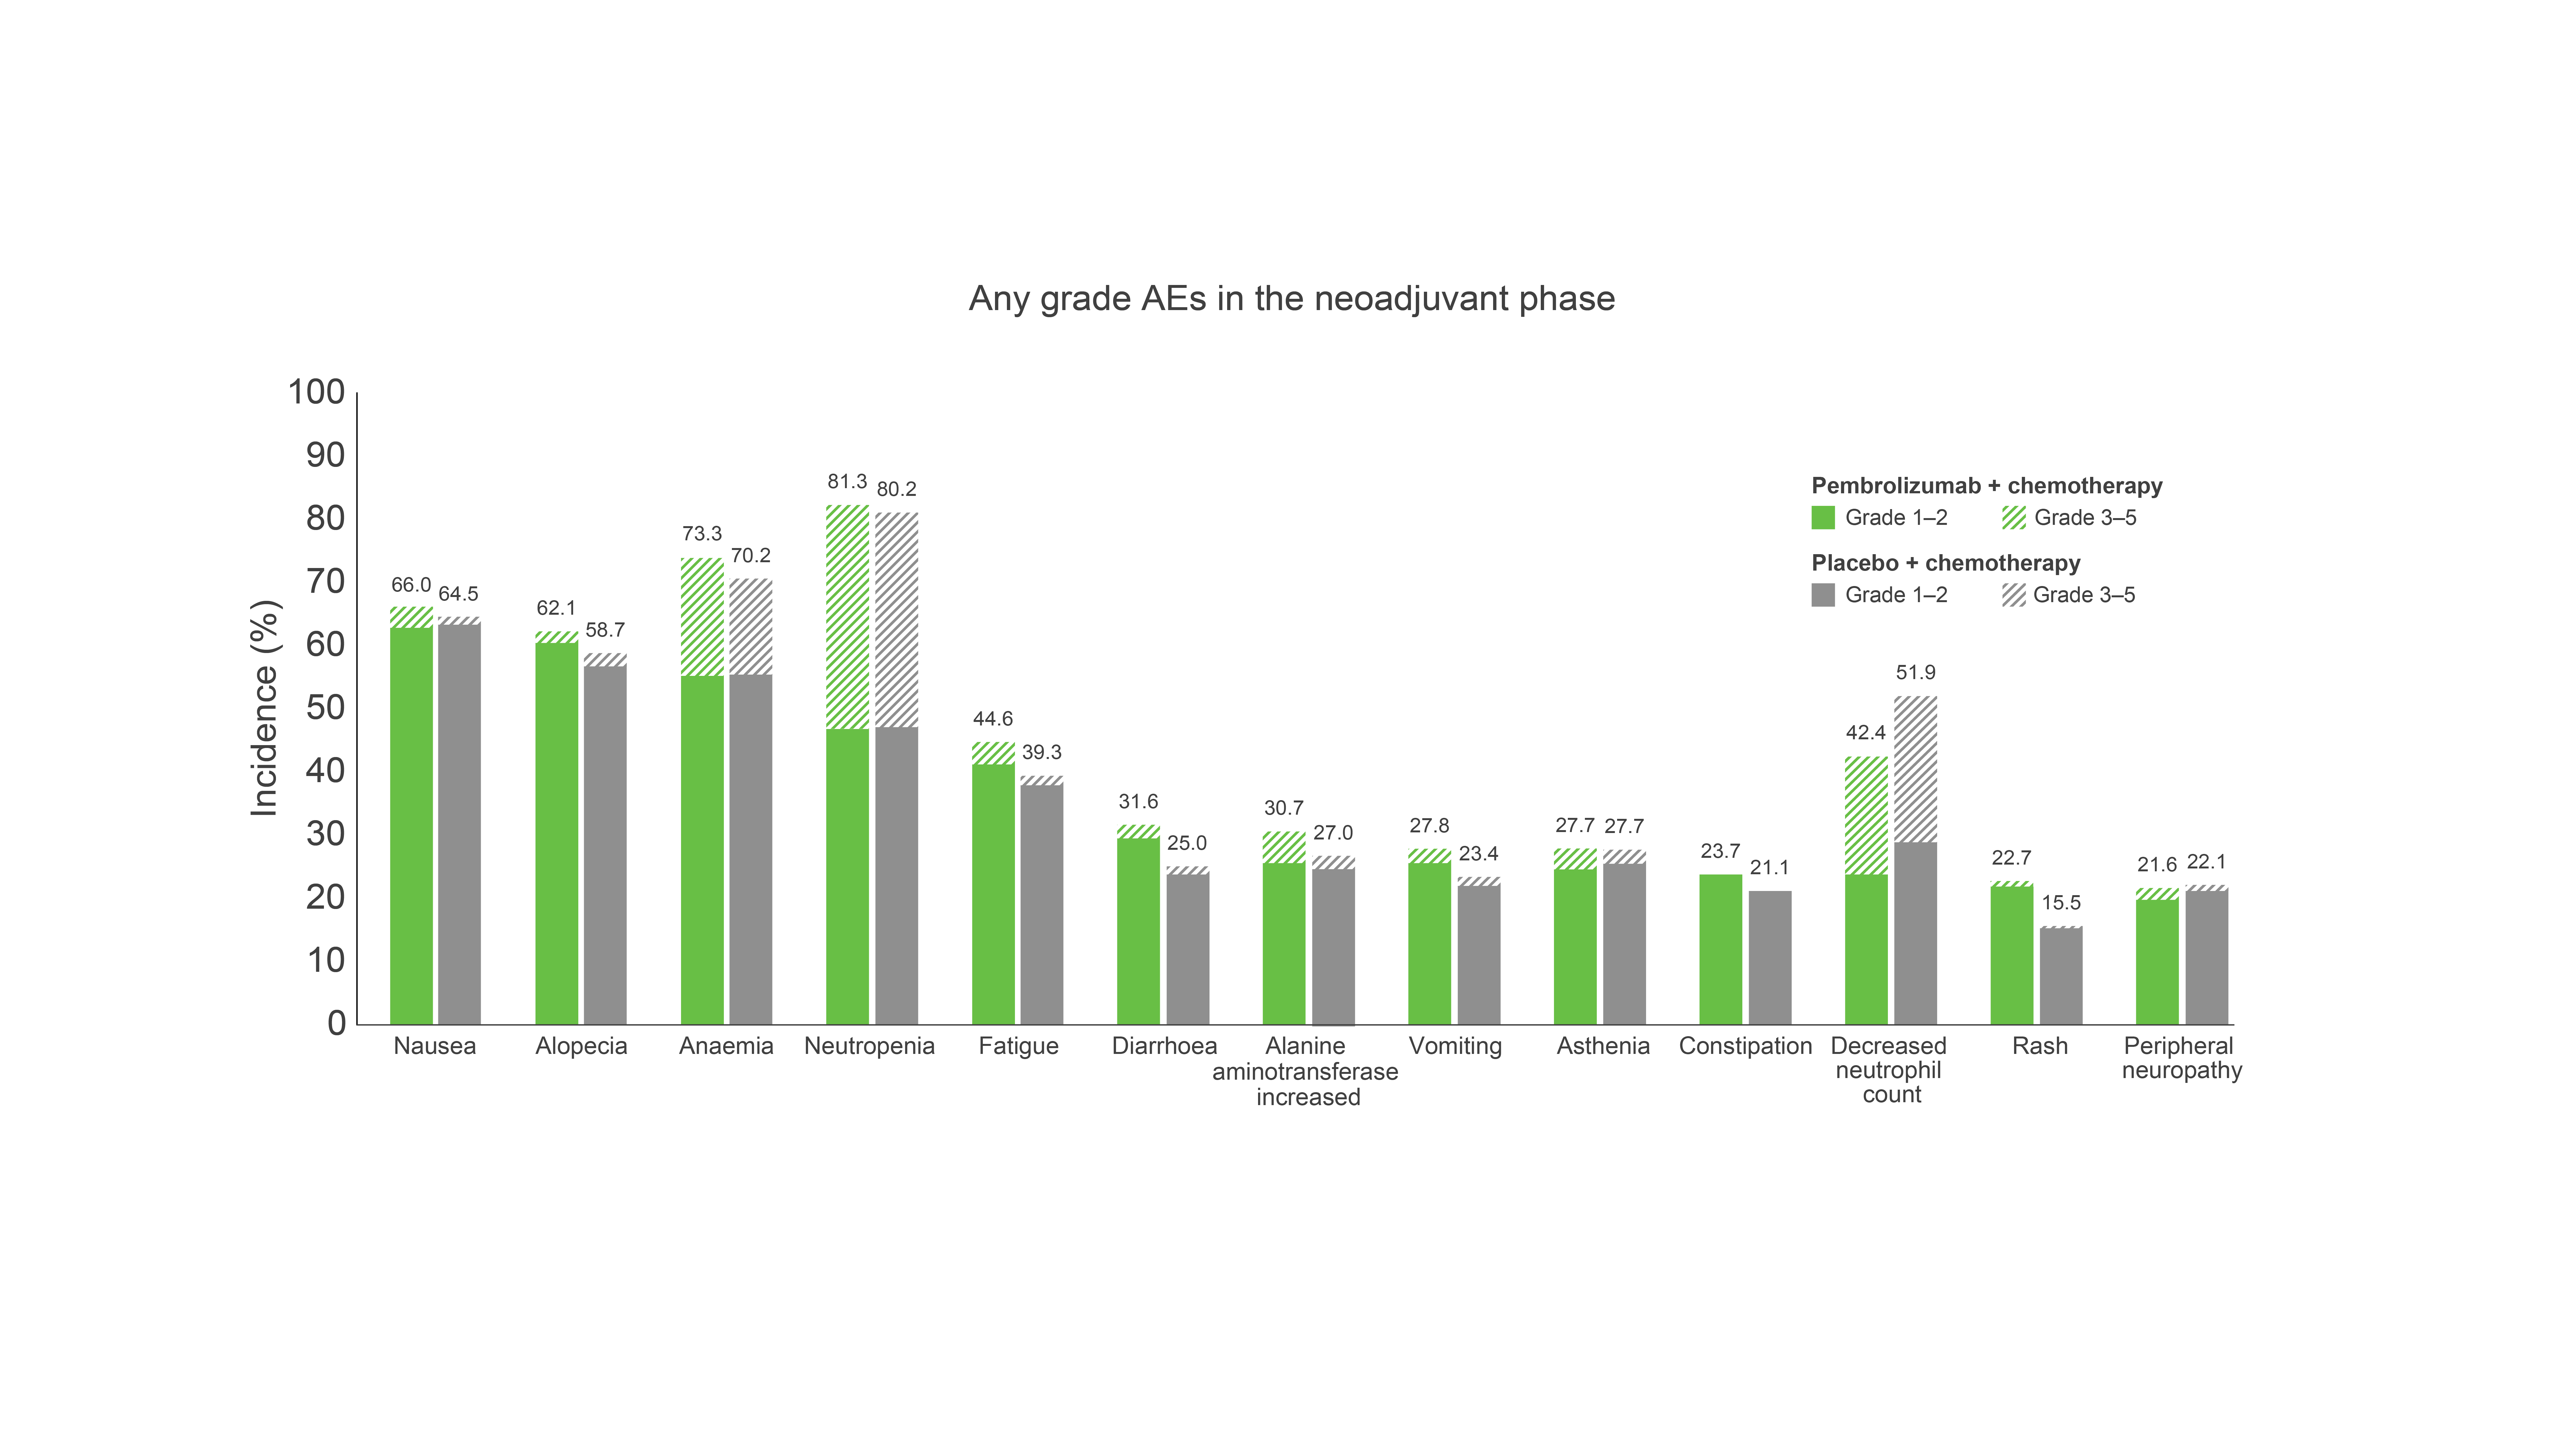 Any grade AEs in the neoadjuvant phase
Incidence (%)
100
90
80
70
60
50
40
30
20
10
0
66.0 64.5
62.1 58.7
73.3 70.2
81.3 80.2
44.6 39.3
31.6 25.0
30.7 27.0
27.8 23.4
27.7 27.7
23.7 21.1
42.4 51.9
22.7 15.5
21.6 22.1
Pembrolizumab + chemotherapy
Grade 1–2 Grade 3–5
Placebo + chemotherapy
Grade 1–2 Grade 3–5
Nausea
Alopecia
Anaemia
Neutropenia
Fatigue
Diarrhoea
Alanine
aminotransferase
increased
Vomiting
Asthenia
Constipation
Decreased
neutrophil
count
Rash
Peripheral
neuropathy